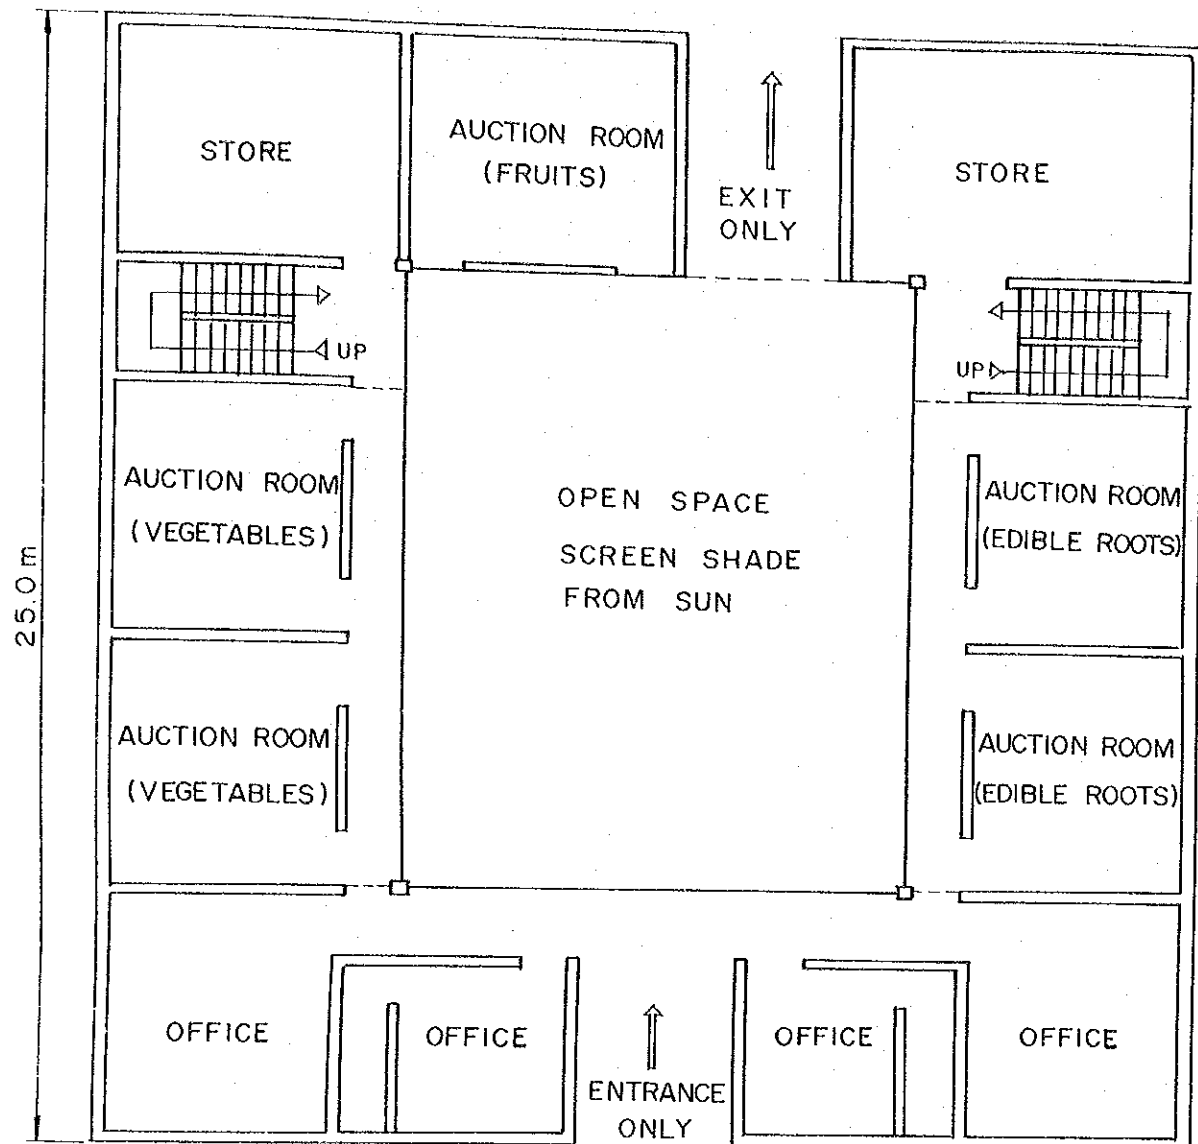 STORE
AUCTION ROOM
(FRUITS)
EXIT
ONLY
STORE
UP
UP
AUCTION ROOM
(VEGETABLES)
OPEN SPACE
SCREEN SHADE
FROM SUN
AUCTION ROOM
(EDIBLE ROOTS)
25.0 m
AUCTION ROOM
(VEGETABLES)
AUCTION ROOM
(EDIBLE ROOTS)
OFFICE
OFFICE
ENTRANCE
ONLY
OFFICE
OFFICE